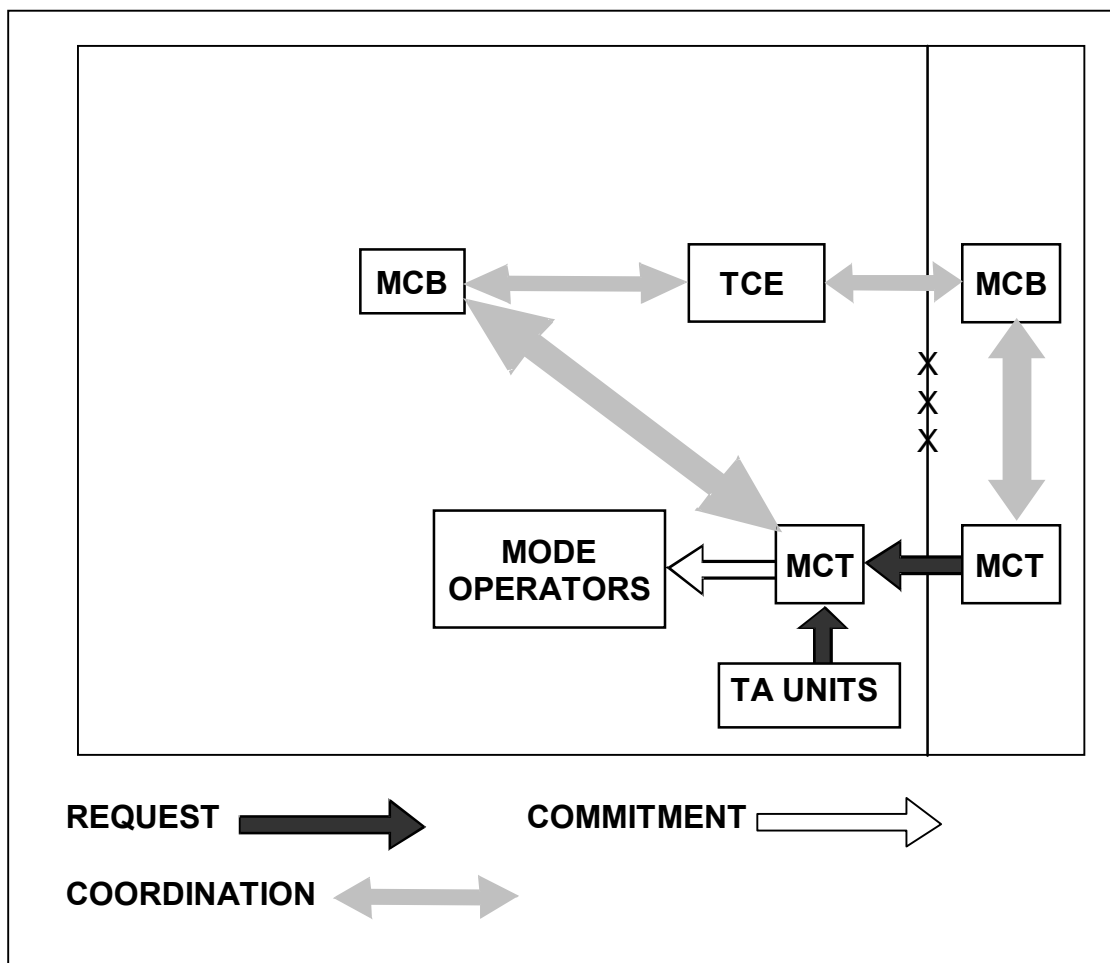 MCB TCE MCB
X
X
X
MODE
OPERATORS
MCT MCT
TA UNITS
REQUEST COMMITMENT
COORDINATION